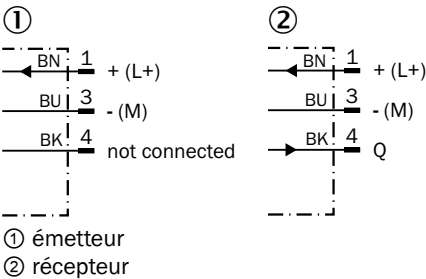 ① ②
BN 1 + (L+) BN 1 + (L+)
BU 3 - (M) BU 3 - (M)
BK 4 not connected BK 4 Q
① émetteur
② récepteur